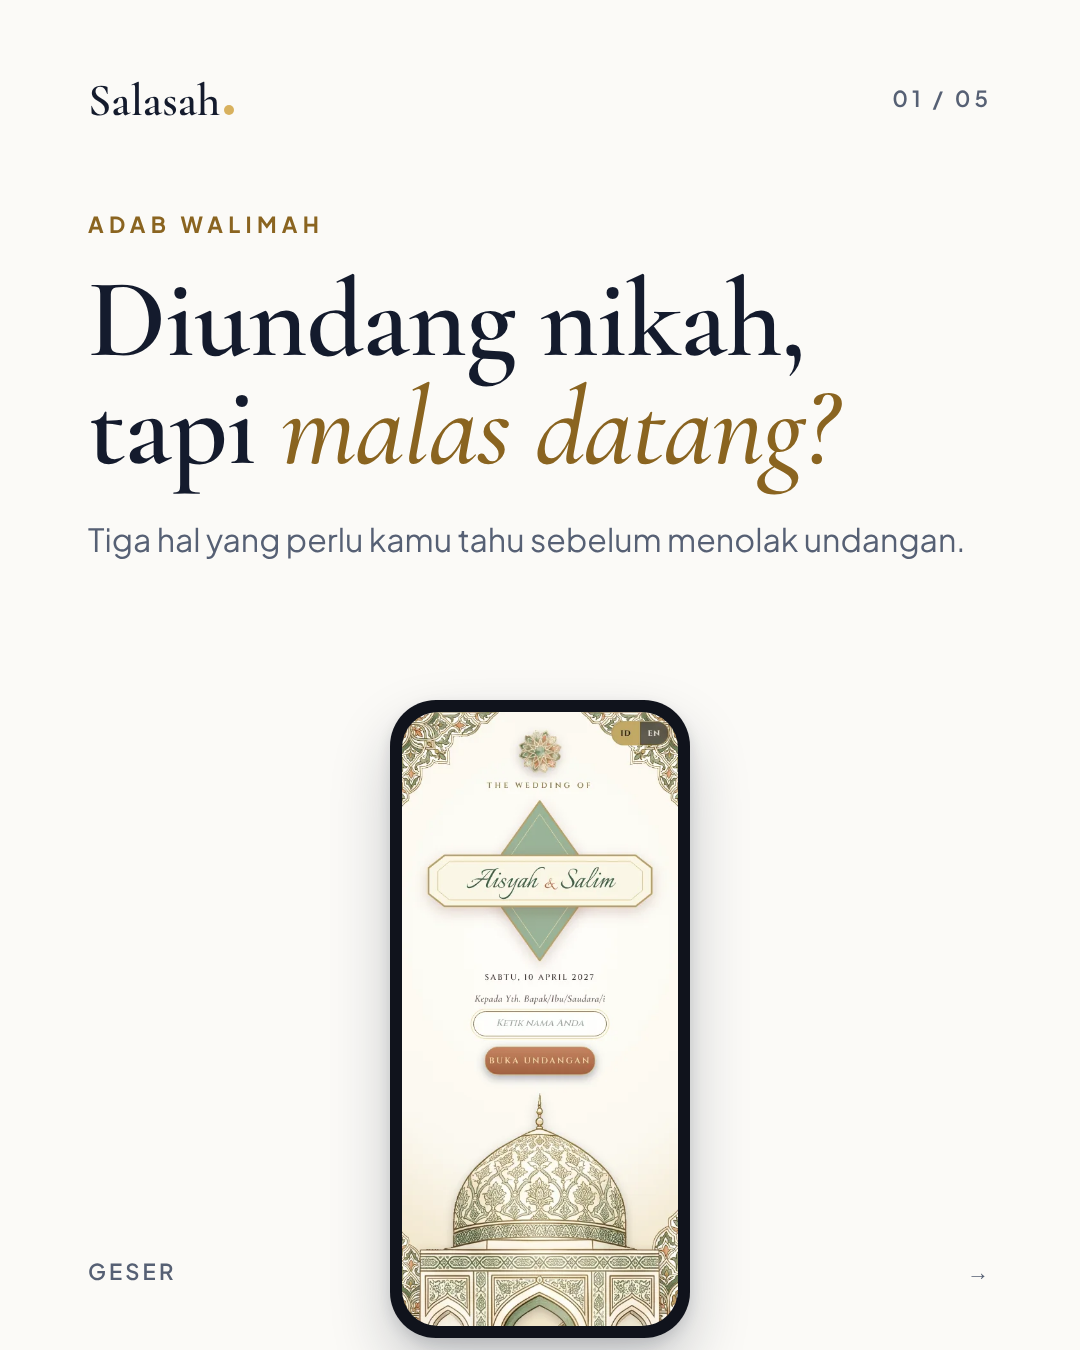 Salasah.
01 / 05
ADAB WALIMAH
Diundang nikah,
tapi malas datang?
Tiga hal yang perlu kamu tahu sebelum menolak undangan.
ID EN
THE WEDDING OF
Aisyah & Salim
SABTU, 10 APRIL 2027
Kepada Yth. Bapak/Ibu/Saudara/i
KETIK NAMA ANDA
BUKA UNDANGAN
GESER →